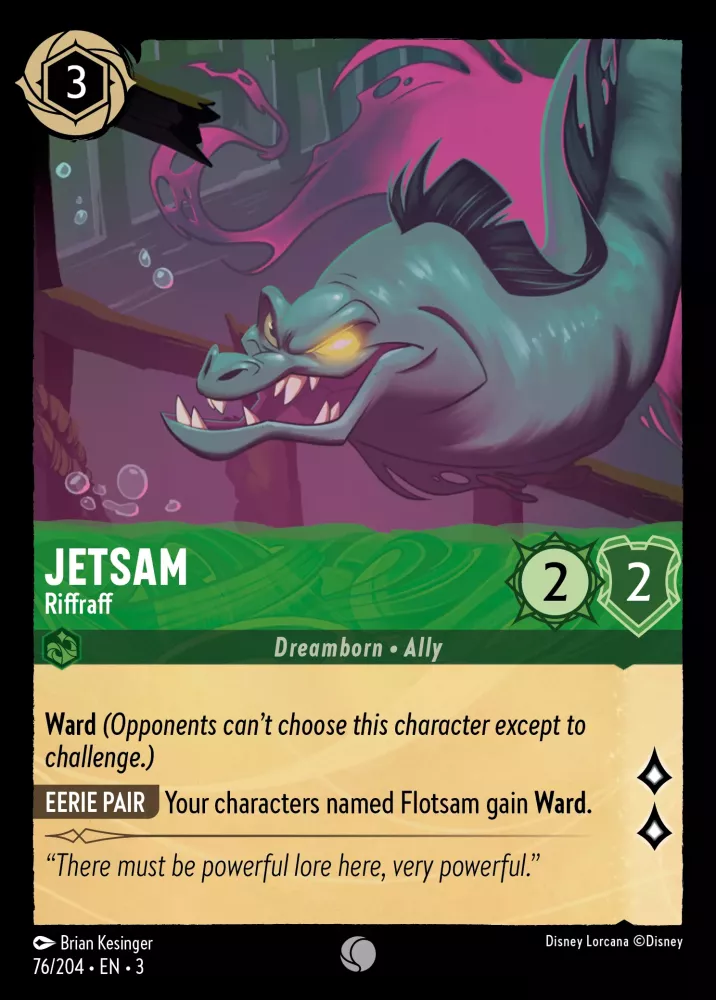 3
JETSAM
Riffraff
2
2
Dreamborn • Ally
Ward (Opponents can’t choose this character except to
challenge.)
EERIE PAIR Your characters named Flotsam gain Ward.
“There must be powerful lore here, very powerful.”
Brian Kesinger
Disney Lorcana ©Disney
76/204 • EN • 3